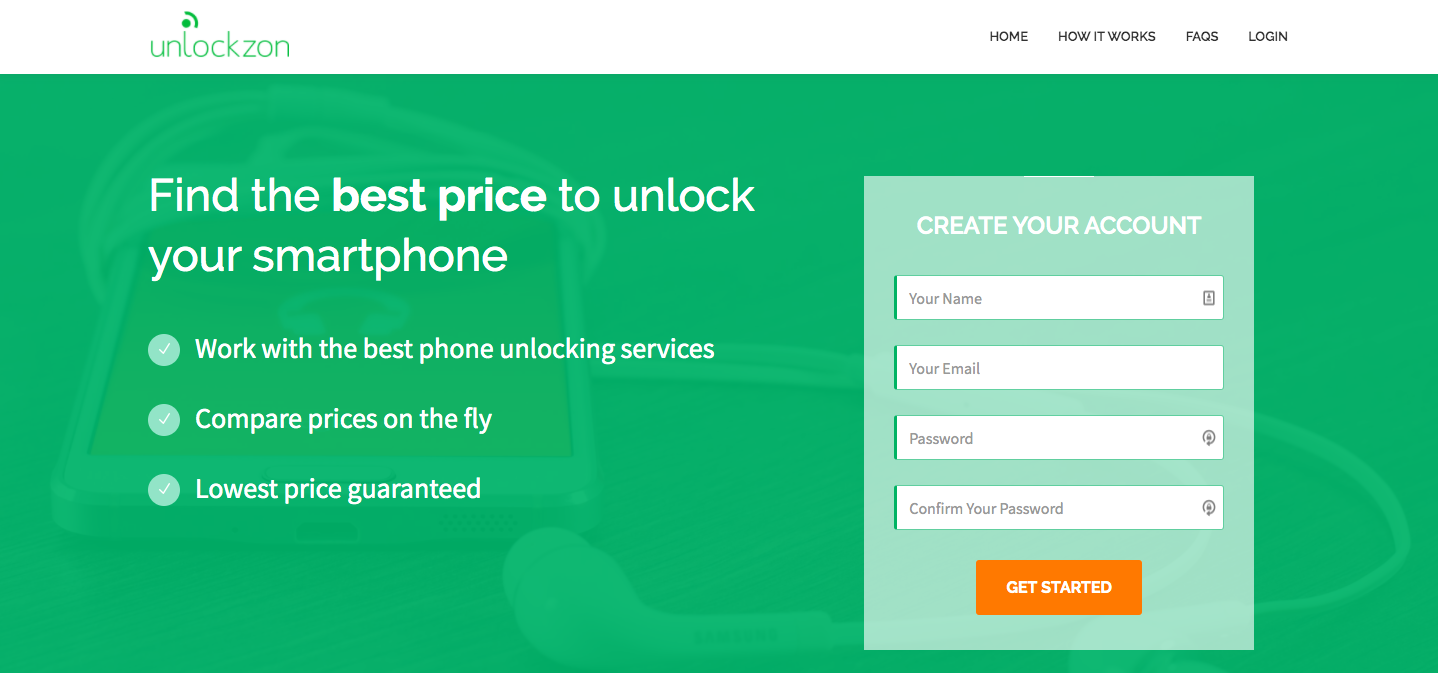 unlockzon
HOME HOW IT WORKS FAQS LOGIN
Find the best price to unlock
your smartphone
Work with the best phone unlocking services
Compare prices on the fly
Lowest price guaranteed
CREATE YOUR ACCOUNT
Your Name
Your Email
Password
Confirm Your Password
GET STARTED
SAMSUNG